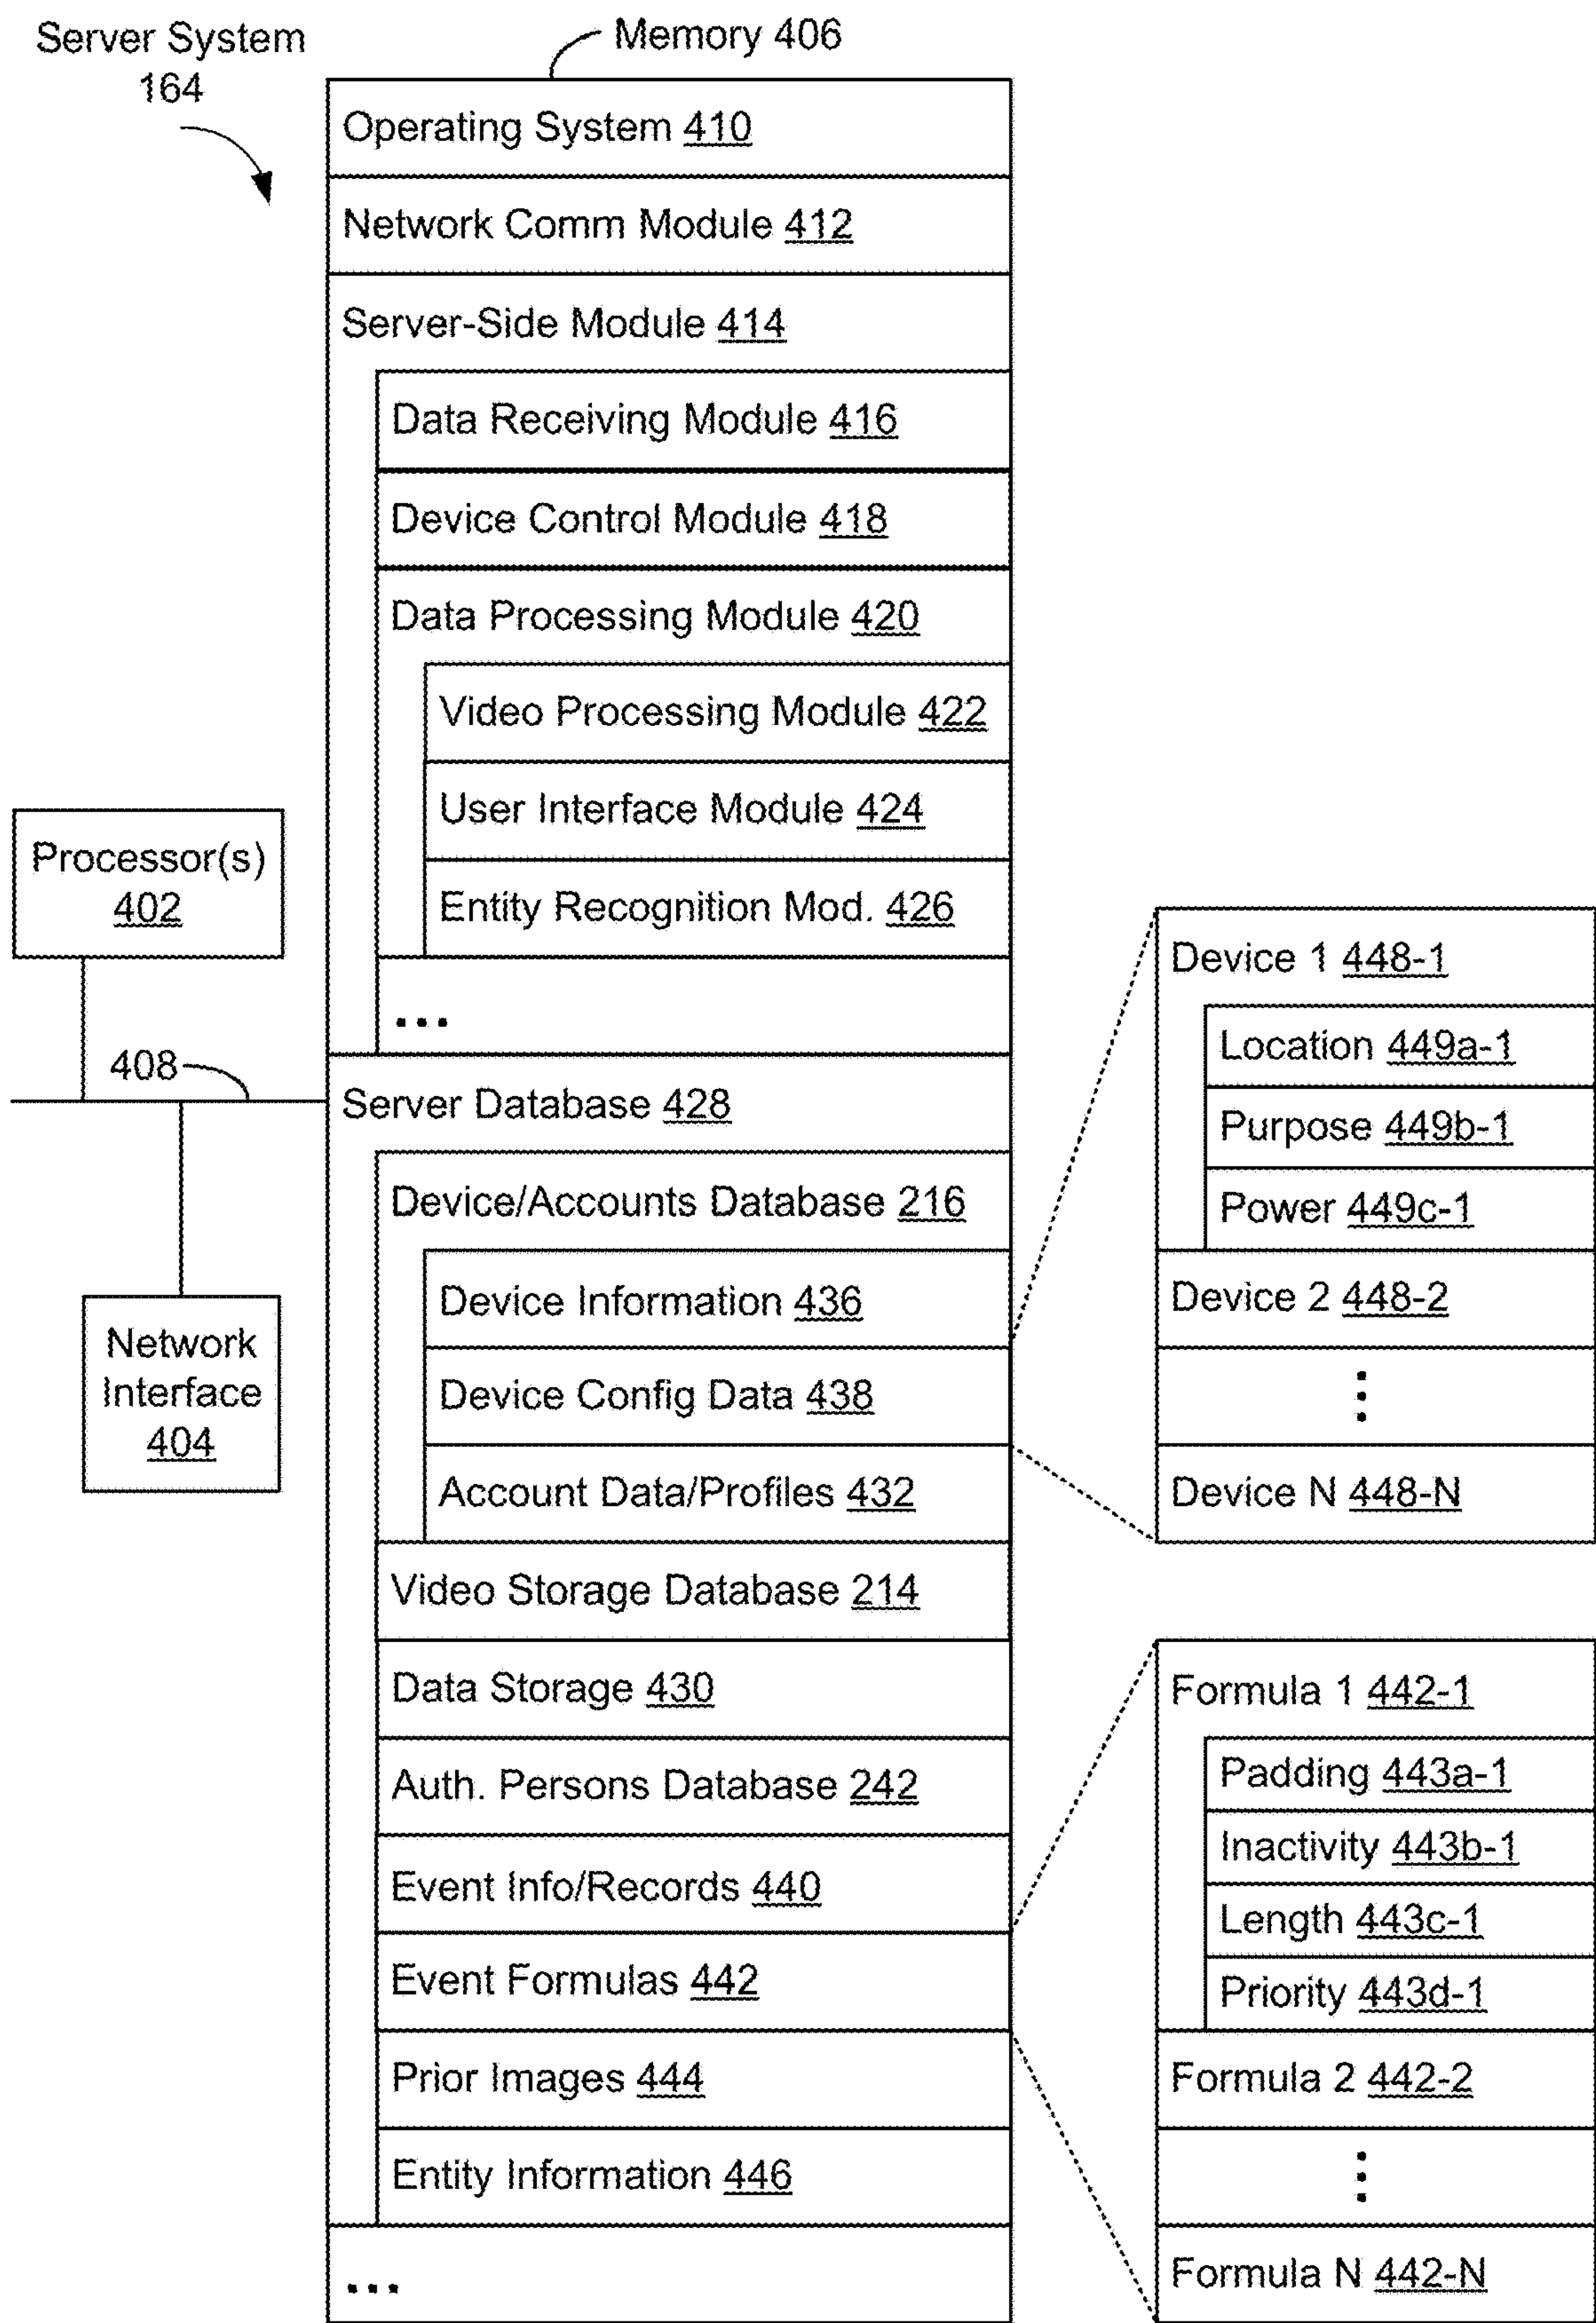 Server System
164
Memory 406
Operating System 410
Network Comm Module 412
Server-Side Module 414
Data Receiving Module 416
Device Control Module 418
Data Processing Module 420
Video Processing Module 422
User Interface Module 424
Entity Recognition Mod. 426
...
Processor(s)
402
408
Network
Interface
404
Server Database 428
Device/Accounts Database 216
Device Information 436
Device Config Data 438
Account Data/Profiles 432
Video Storage Database 214
Data Storage 430
Auth. Persons Database 242
Event Info/Records 440
Event Formulas 442
Prior Images 444
Entity Information 446
...
Device 1 448-1
Location 449a-1
Purpose 449b-1
Power 449c-1
Device 2 448-2
⋮
Device N 448-N
Formula 1 442-1
Padding 443a-1
Inactivity 443b-1
Length 443c-1
Priority 443d-1
Formula 2 442-2
⋮
Formula N 442-N